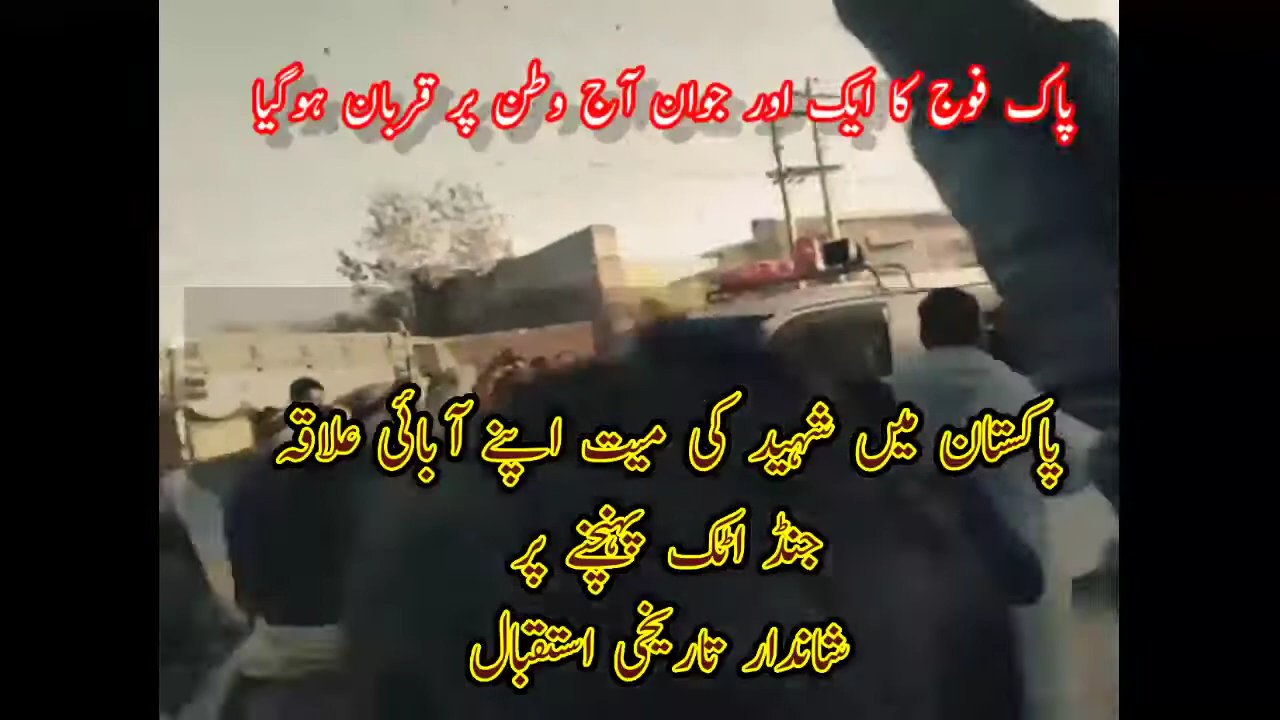 پاک فوج کا ایک اور جوان آج وطن پر قربان ہوگیا
پاکستان میں شہید کی میت اپنے آبائی علاقہ
جنڈ اٹک پہنچنے پر
شاندار تاریخی استقبال